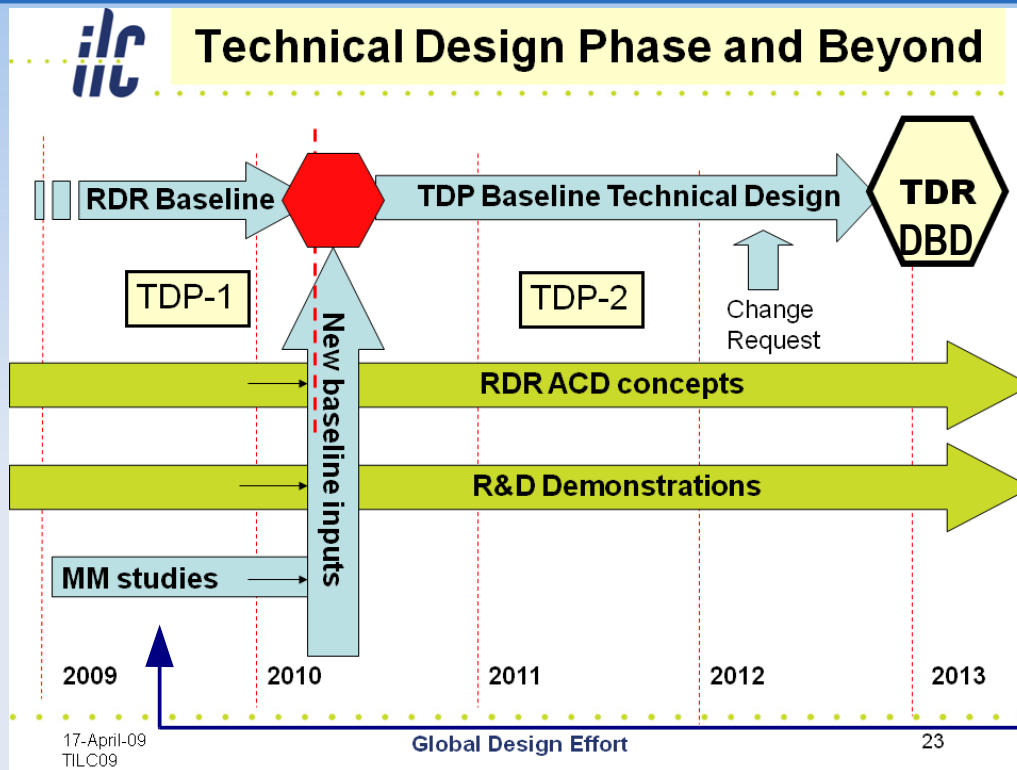 ilc
iic
Technical Design Phase and Beyond
RDR Baseline
TDP Baseline Technical Design
TDR
DBD
TDP-1
TDP-2
Change
Request
New baseline inputs
RDR ACD concepts
R&D Demonstrations
MM studies
2009
2010
2011
2012
2013
17-April-09
TILC09
Global Design Effort
23